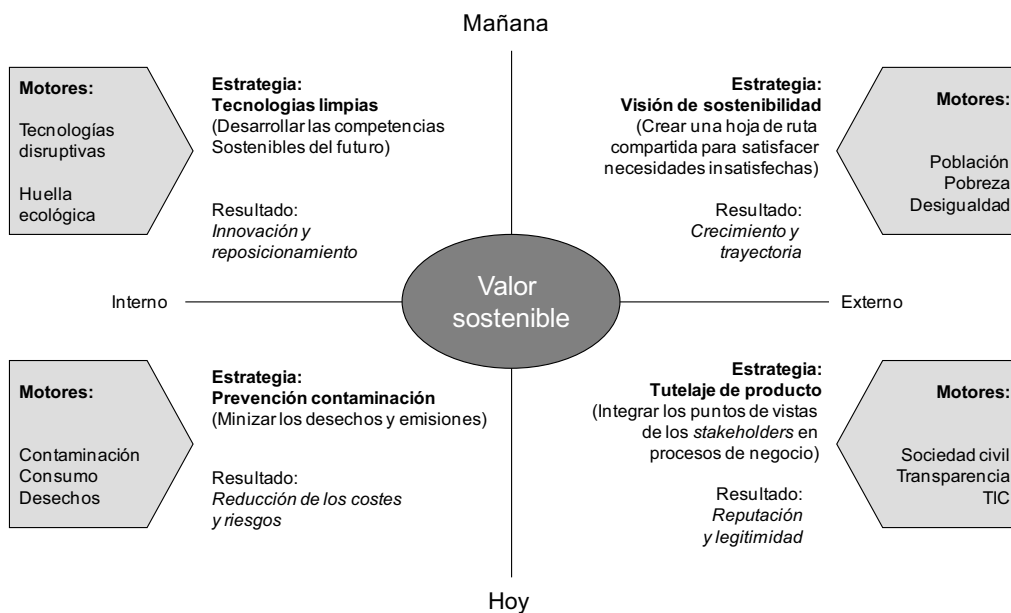 Mañana
Motores:
Tecnologías
disruptivas
Huella
ecológica
Estrategia:
Tecnologias limpias
(Desarrollar las competencias
Sostenibles del futuro)
Resultado:
Innovación y
reposicionamiento
Estrategia:
Visión de sostenibilidad
(Crear una hoja de ruta
compartida para satisfacer
necesidades insatisfechas)
Resultado:
Crecimiento y
trayectoria
Motores:
Población
Pobreza
Desigualdad
Interno
Valor
sostenible
Externo
Motores:
Contaminación
Consumo
Desechos
Estrategia:
Prevención contaminación
(Minizar los desechos y emisiones)
Resultado:
Reducción de los costes
y riesgos
Estrategia:
Tutelaje de producto
(Integrar los puntos de vistas
de los stakeholders en
procesos de negocio)
Resultado:
Reputación
y legitimidad
Motores:
Sociedad civil
Transparencia
TIC
Hoy